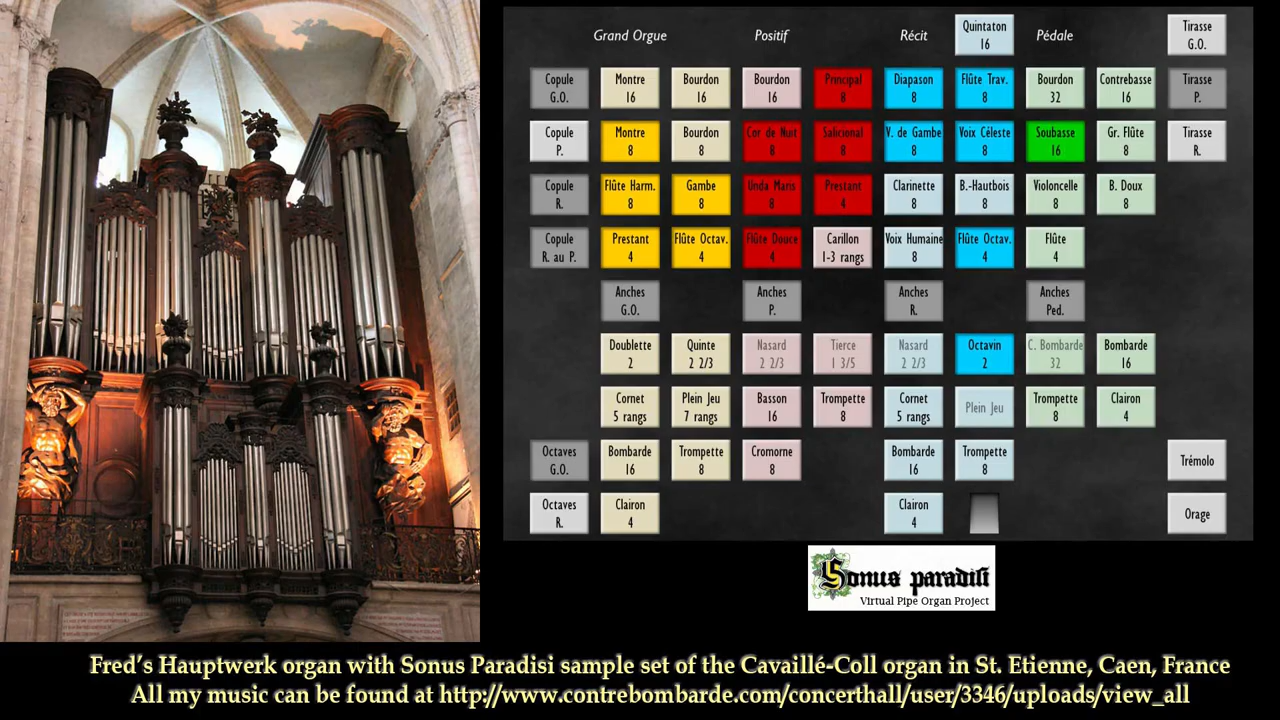 Grand Orgue Positif Récit Quintaton 16 Pédale Tirasse G.O.
Copule G.O. Montre 16 Bourdon 16 Bourdon 16 Principal 8 Diapason 8 Flûte Trav. 8 Bourdon 32 Contrebasse 16 Tirasse P.
Copule P. Montre 8 Bourdon 8 Cor de Nuit 8 Salicional 8 V. de Gambe 8 Voix Céleste 8 Soubasse 16 Gr. Flûte 8 Tirasse R.
Copule R. Flûte Harm. 8 Gambe 8 Unda Maris 8 Prestant 4 Clarinette 8 B.-Hautbois 8 Violoncelle 8 B. Doux 8
Copule R. au P. Prestant 4 Flûte Octav. 4 Flûte Douce 4 Carillon 1-3 rangs Voix Humaine 8 Flûte Octav. 4 Flûte 4
Anches G.O. Anches P. Anches R. Anches Ped.
Doublette 2 Quinte 2 2/3 Nasard 2 2/3 Tierce 1 3/5 Nasard 2 2/3 Octavin 2 C. Bombarde 32 Bombarde 16
Cornet 5 rangs Plein Jeu 7 rangs Basson 16 Trompette 8 Cornet 5 rangs Plein Jeu Trompette 8 Clairon 4
Octaves G.O. Bombarde 16 Trompette 8 Cromorne 8 Bombarde 16 Trompette 8 Trémolo
Octaves R. Clairon 4 Clairon 4 Orage
Sonus paradisi
Virtual Pipe Organ Project
Fred's Hauptwerk organ with Sonus Paradisi sample set of the Cavaillé-Coll organ in St. Etienne, Caen, France
All my music can be found at http://www.contrebombarde.com/concerthall/user/3346/uploads/view_all